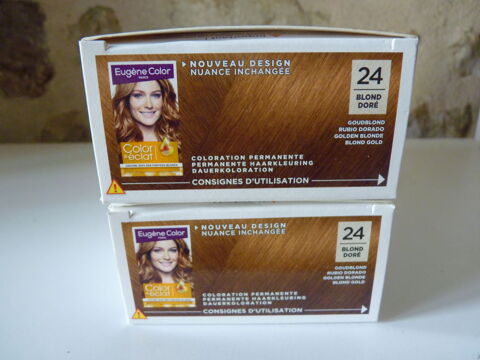 NOUVEAU DESIGN
NUANCE INCHANGÉE
Eugène Color
PARIS
24
BLOND
DORÉ
GOUDBLOND
RUBIO DORADO
GOLDEN BLONDE
BLOND GOLD
Color
éclat
COLORATION PERMANENTE
PERMANENTE HAARKLEURING
DAUERKOLORATION
CONSIGNES D'UTILISATION
NOUVEAU DESIGN
NUANCE INCHANGÉE
Eugène Color
PARIS
24
BLOND
DORÉ
GOUDBLOND
RUBIO DORADO
GOLDEN BLONDE
BLOND GOLD
Color
éclat
COLORATION PERMANENTE
PERMANENTE HAARKLEURING
DAUERKOLORATION
CONSIGNES D'UTILISATION